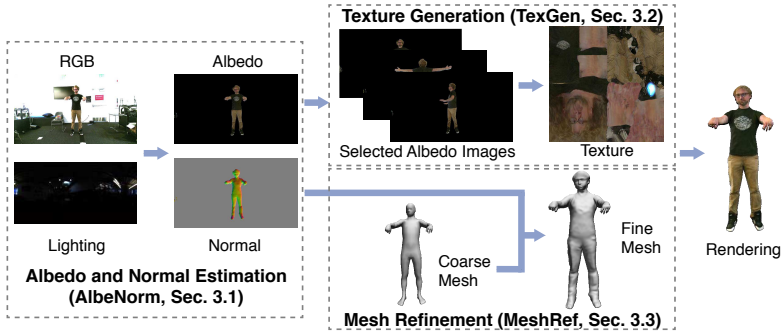 RGB
Albedo
Lighting
Normal
Albedo and Normal Estimation
(AlbeNorm, Sec. 3.1)
Texture Generation (TexGen, Sec. 3.2)
Selected Albedo Images
Texture
Coarse
Mesh
Fine
Mesh
Mesh Refinement (MeshRef, Sec. 3.3)
Rendering